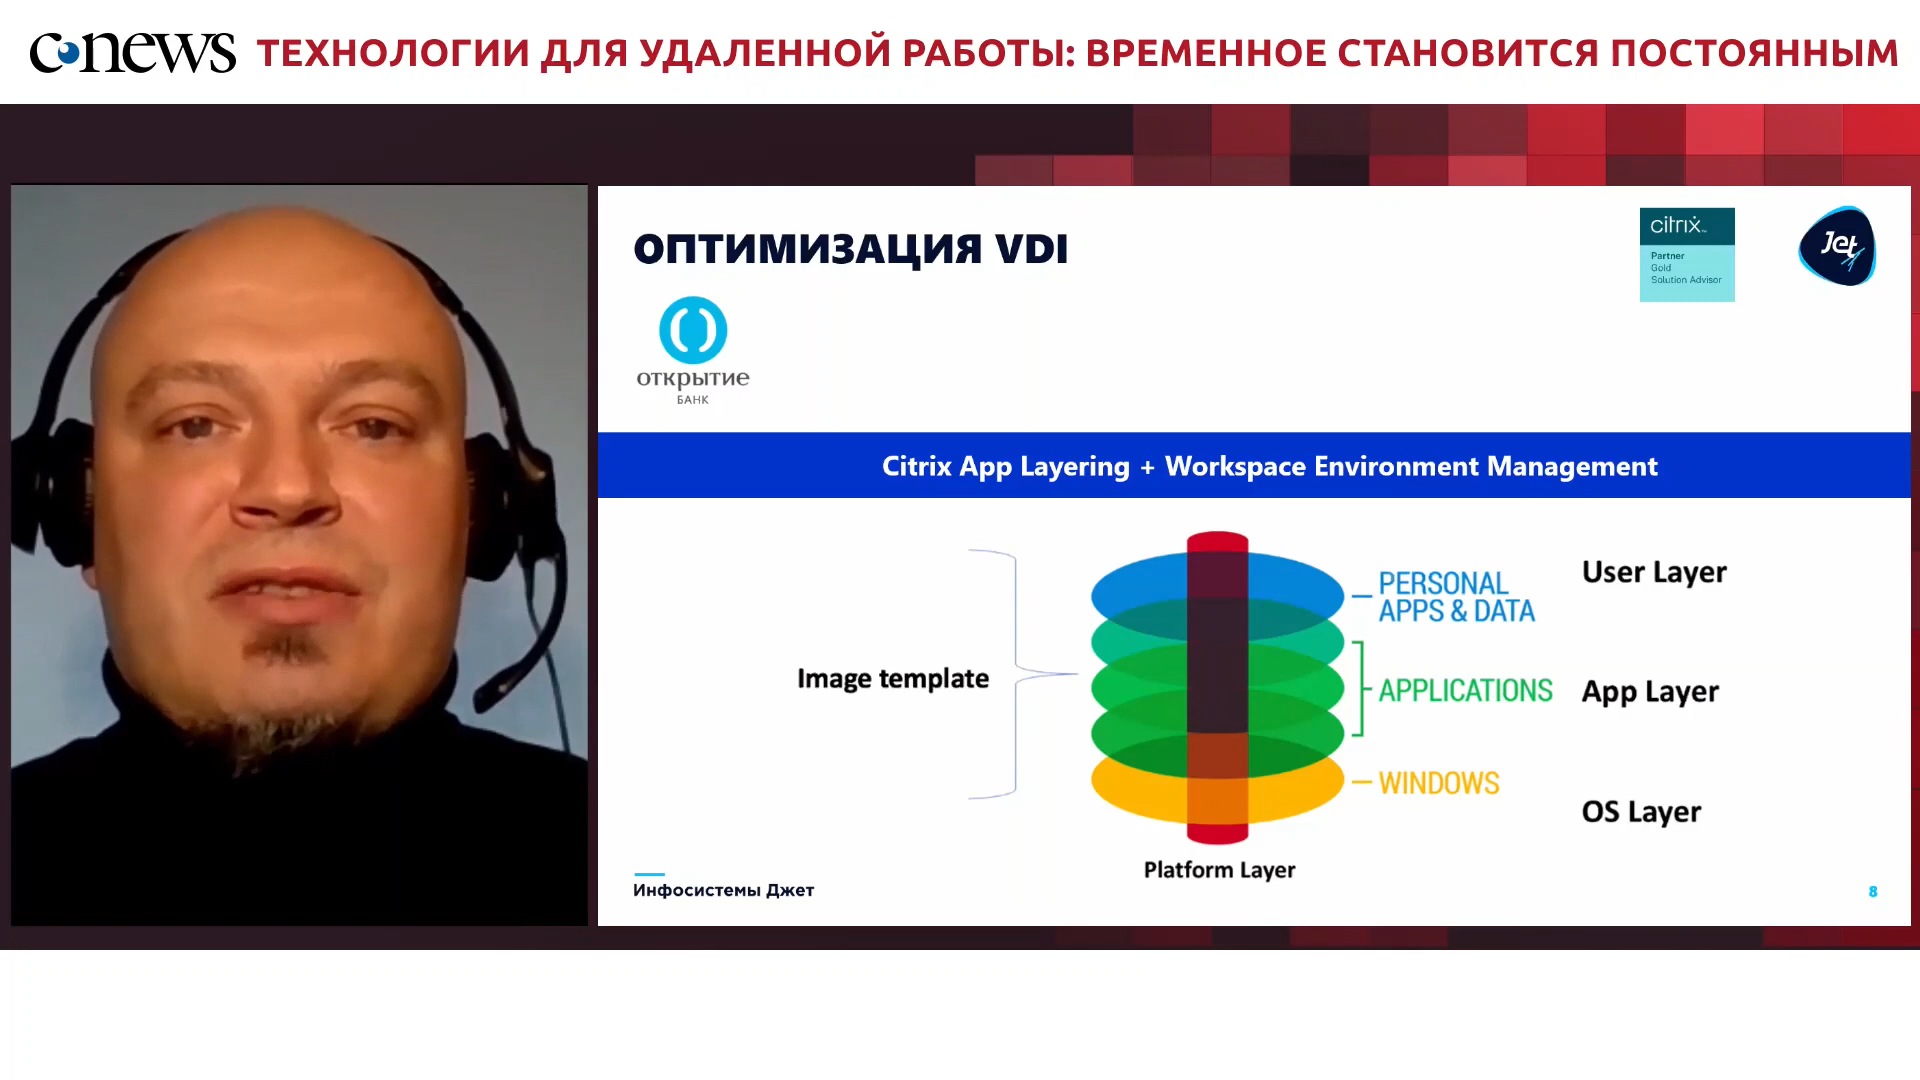 cnews ТЕХНОЛОГИИ ДЛЯ УДАЛЕННОЙ РАБОТЫ: ВРЕМЕННОЕ СТАНОВИТСЯ ПОСТОЯННЫМ
ОПТИМИЗАЦИЯ VDI
citrix
Partner
Gold
Solution Advisor
Jet
ОТКРЫТИЕ
БАНК
Citrix App Layering + Workspace Environment Management
Image template
PERSONAL
APPS & DATA
User Layer
APPLICATIONS
App Layer
WINDOWS
OS Layer
Platform Layer
Инфосистемы Джет
8